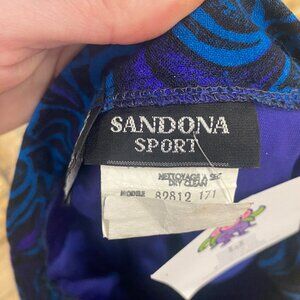 SANDONA
SPORT
NETTOYAGE A SEC
DRY CLEAN
MODELE 82812 171